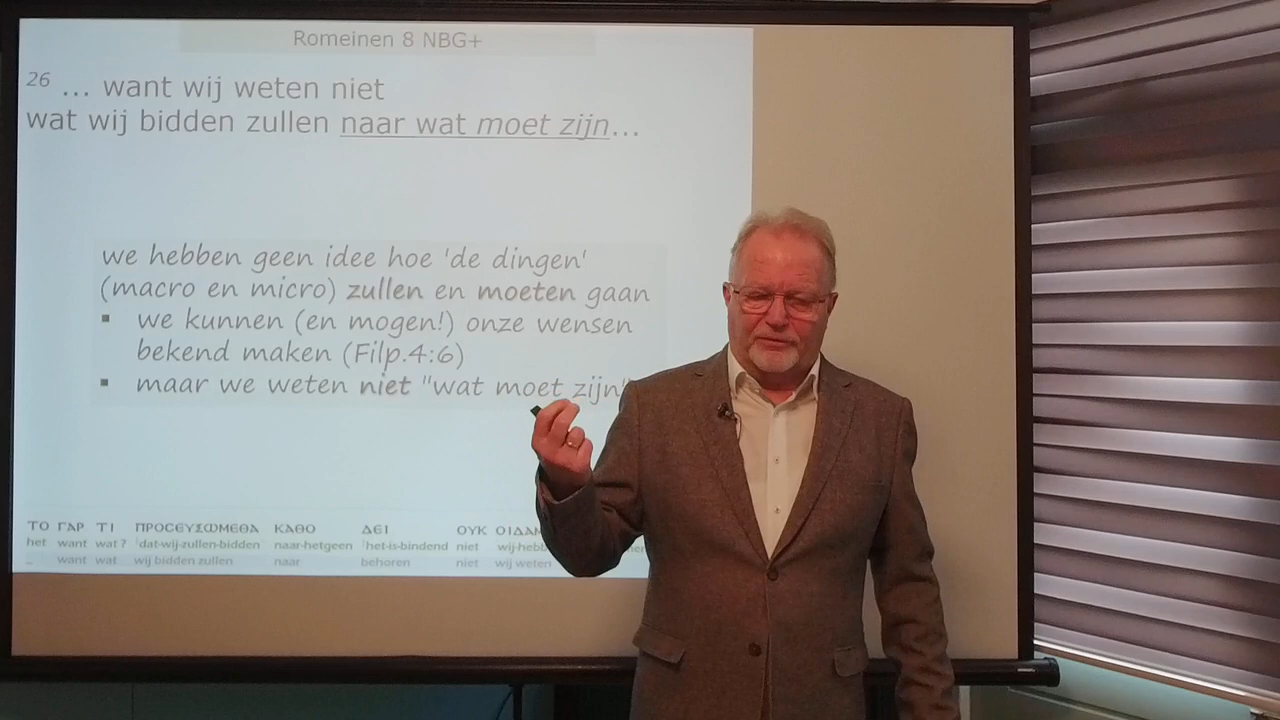 Romeinen 8 NBG+
26 ... want wij weten niet
wat wij bidden zullen naar wat moet zijn...
we hebben geen idee hoe 'de dingen'
(macro en micro) zullen en moeten gaan
▪ we kunnen (en mogen!) onze wensen
bekend maken (Filp.4:6)
▪ maar we weten niet "wat moet zijn"
ΤΟ ΓΑΡ ΤΙ ΠΡΟϹЄΥΞΩΜЄΘΑ ΚΑΘΟ ΔЄΙ ΟΥΚ
het want wat ? dat-wij-zullen-bidden naar-hetgeen het-is-bindend niet
_ want wat wij bidden zullen naar behoren niet wij weten